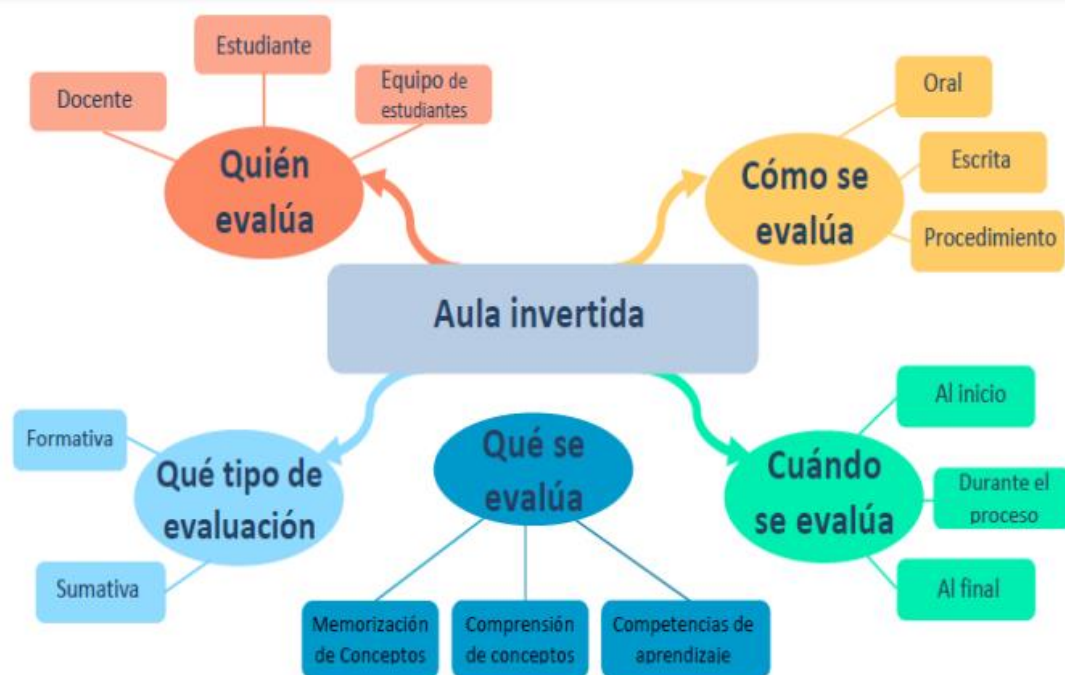 Estudiante
Docente
Equipo de
estudiantes
Quién
evalúa
Oral
Escrita
Procedimiento
Cómo se
evalúa
Aula invertida
Formativa
Sumativa
Qué tipo de
evaluación
Qué se
evalúa
Memorización
de Conceptos
Comprensión
de conceptos
Competencias de
aprendizaje
Al inicio
Durante el
proceso
Al final
Cuándo
se evalúa